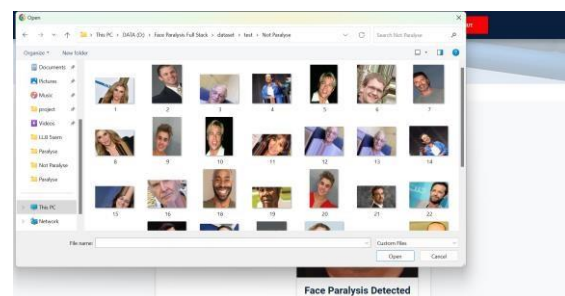 Open
This PC › DATA (D:) › Face Paralysis Full Stack › dataset › test › Not Paralyse
Search Not Paralyse
Organize
New folder
Documents
Pictures
Music
project
Videos
LLB Exam
Paralyse
Not Paralyse
Paralyse
This PC
Network
1 2 3 4 5 6 7
8 9 10 11 12 13 14
15 16 18 19 20 21 22
File name:
Custom Files
Open
Cancel
Face Paralysis Detected